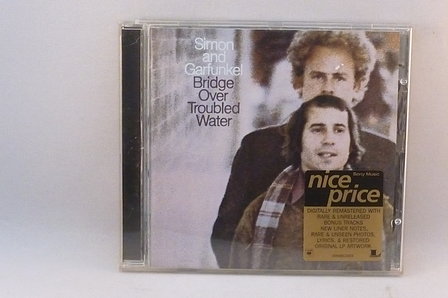 Simon
and
Garfunkel
Bridge
Over
Troubled
Water
Sony Music
nice
price
DIGITALLY REMASTERED WITH
RARE & UNRELEASED
BONUS TRACKS
NEW LINER NOTES,
RARE & UNSEEN PHOTOS,
LYRICS, & RESTORED
ORIGINAL LP ARTWORK